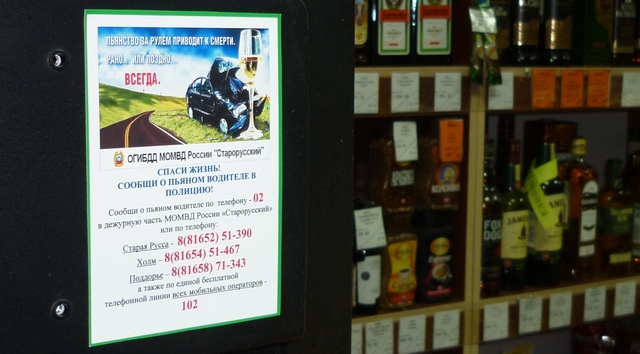 ПЬЯНСТВО ЗА РУЛЕМ ПРИВОДИТ К СМЕРТИ.
РАНО... ИЛИ ПОЗДНО...
ВСЕГДА.
ОГИБДД МОМВД России "Старорусский"
СПАСИ ЖИЗНЬ!
СООБЩИ О ПЬЯНОМ ВОДИТЕЛЕ В
ПОЛИЦИЮ!
Сообщи о пьяном водителе по телефону - 02
в дежурную часть МОМВД России «Старорусский»
или по телефону:
Старая Русса - 8(81652) 51-390
Холм – 8(81654) 51-467
Поддорье – 8(81658) 71-343
а также по единой бесплатной
телефонной линии всех мобильных операторов -
102